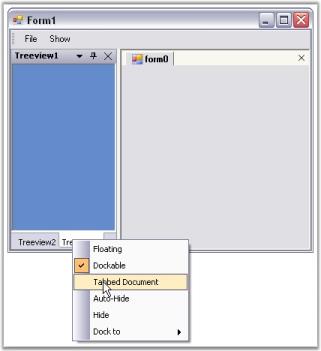 Form1
File Show
Treeview1
form0
Treeview2 Tre
Floating
Dockable
Tabbed Document
Auto-Hide
Hide
Dock to